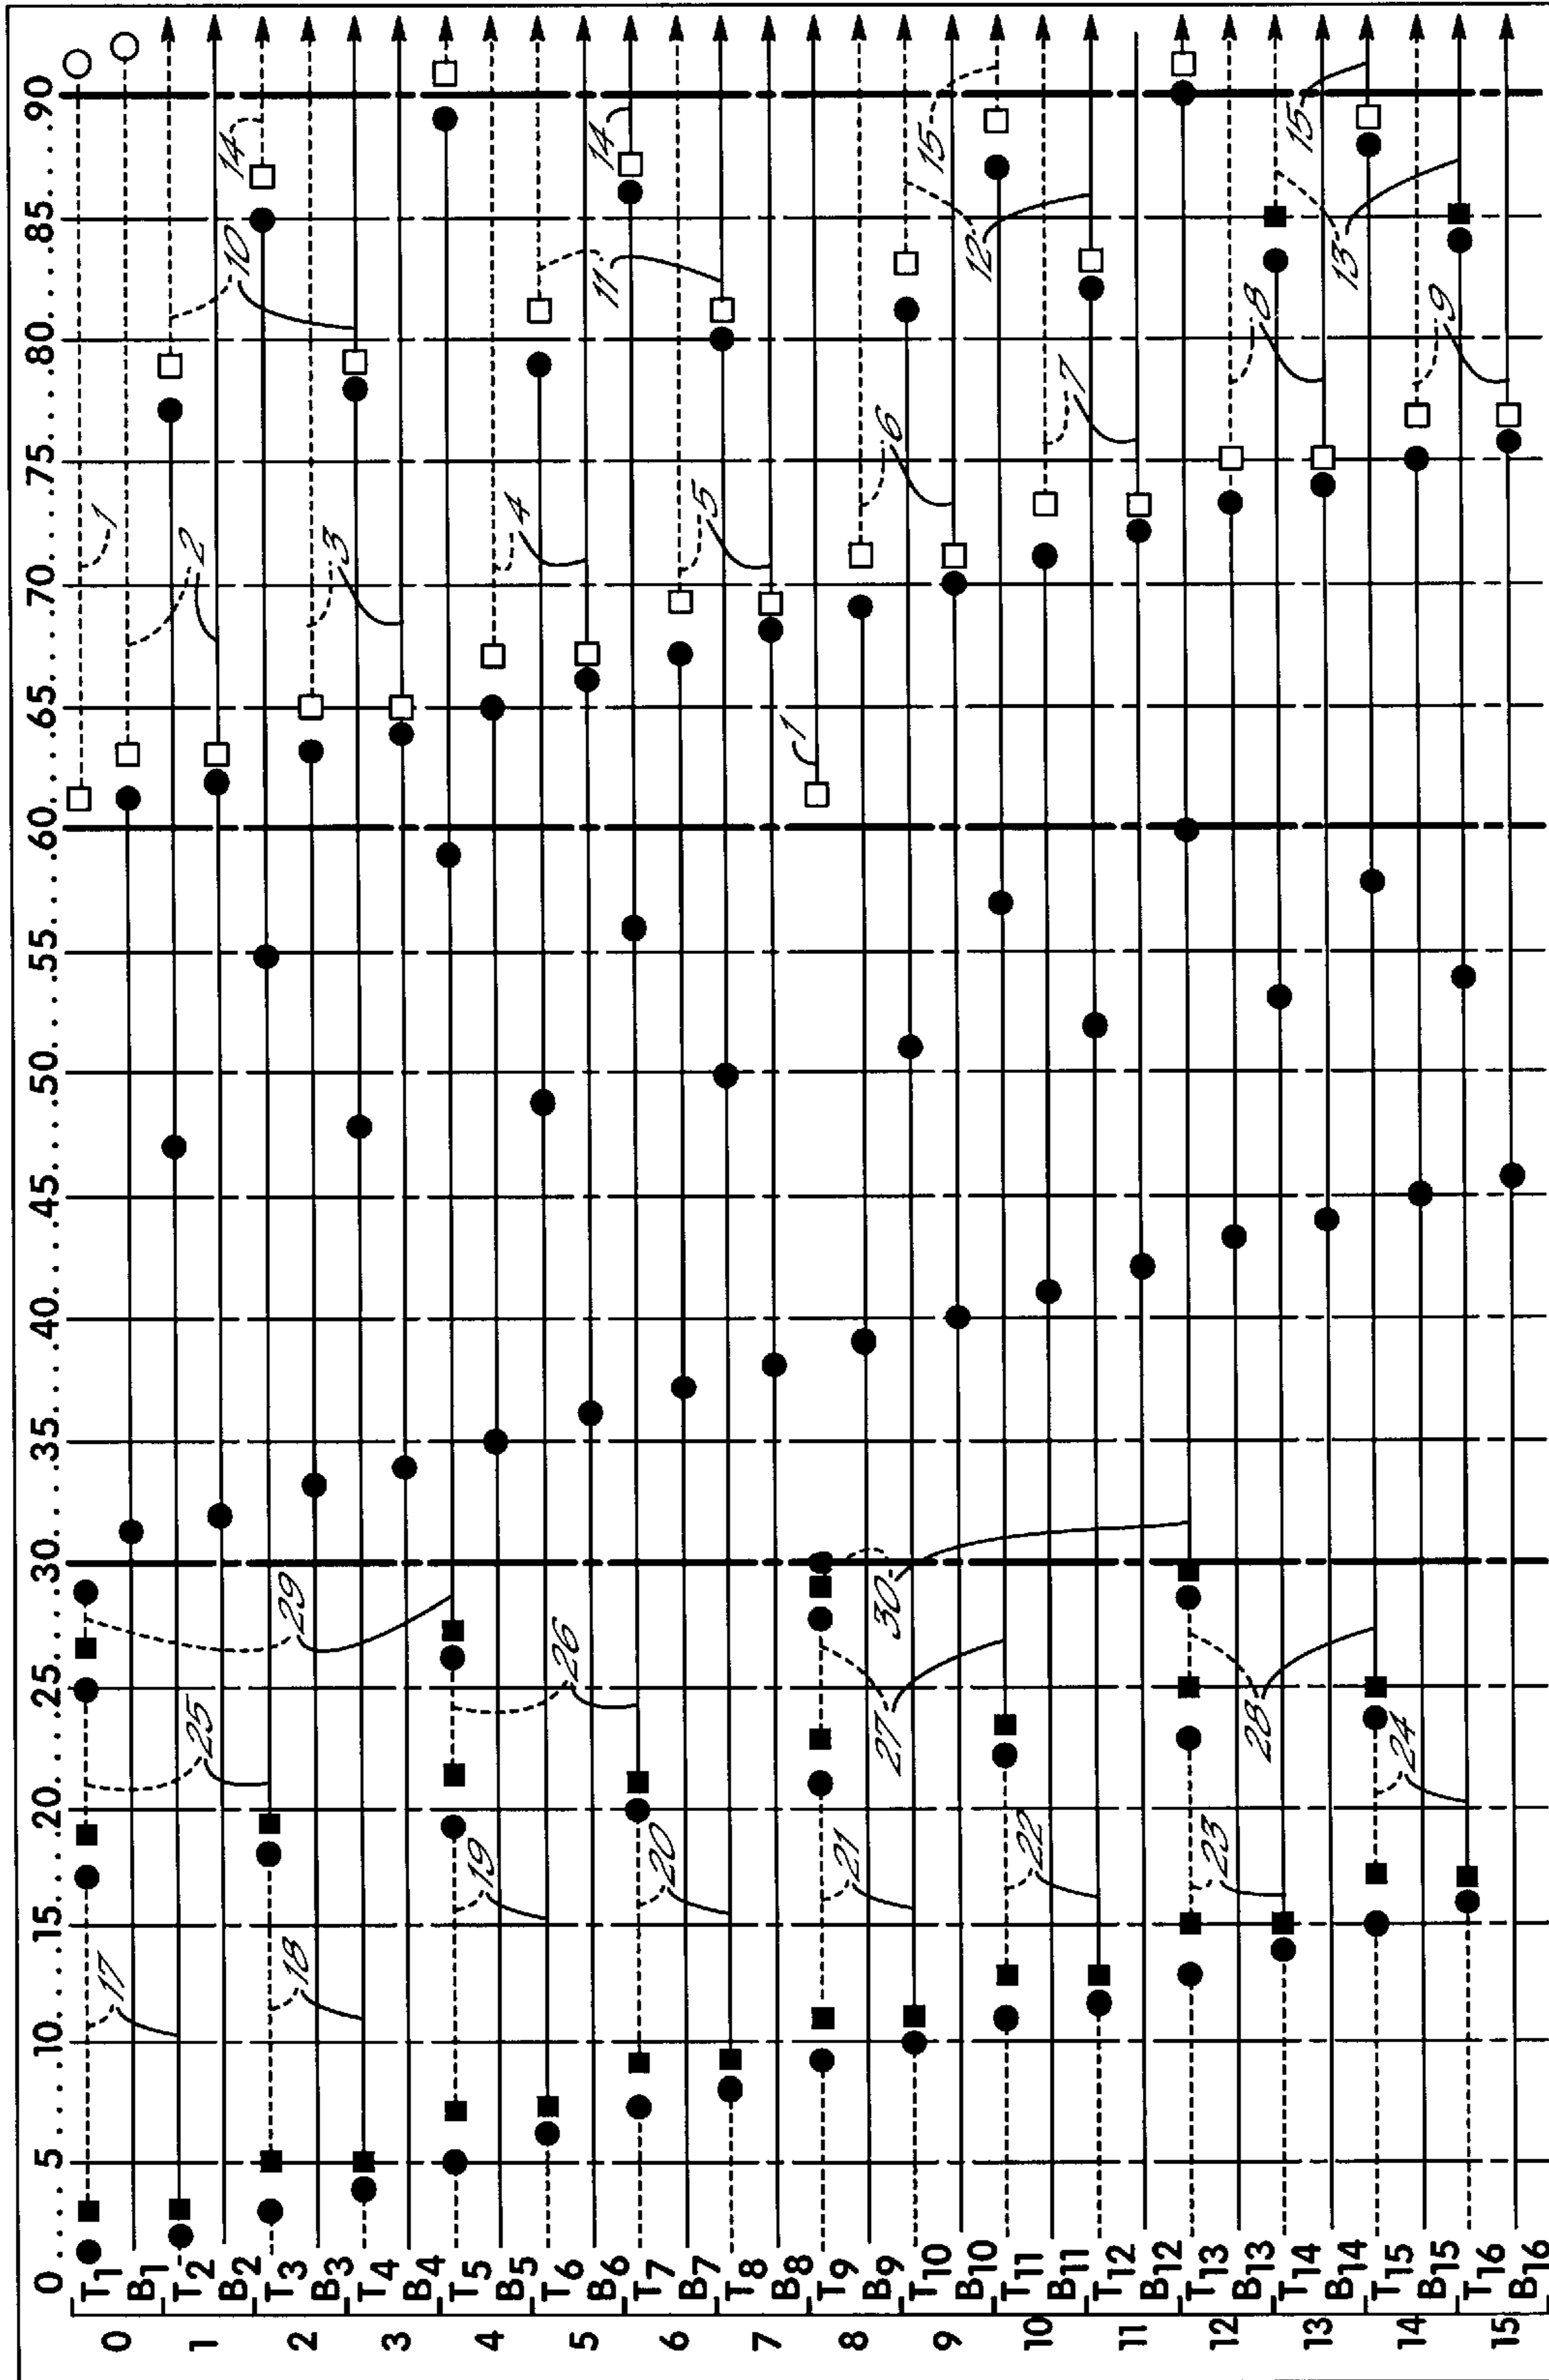 0 . . . . 5 . . . . 10 . . . . 15 . . . . 20 . . . . 25 . . . . 30 . . . . 35 . . . . 40 . . . . 45 . . . . 50 . . . . 55 . . . . 60 . . . . 65 . . . . 70 . . . . 75 . . . . 80 . . . . 85 . . . . 90
0 T1
B1 17 1
1 T2
B2 25 2 10 14
2 T3
B3 18 29 3
3 T4
B4
4 T5
B5 19 4
5 T6
B6 26 11 14
6 T7
B7 20 5
7 T8
B8 1
8 T9
B9 21 27 30 6
9 T10
B10 15
10 T11 12
B11 22 7
11 T12
B12
12 T13
B13 23 28 8
13 T14
B14 15
14 T15 13
B15 24 9
15 T16
B16